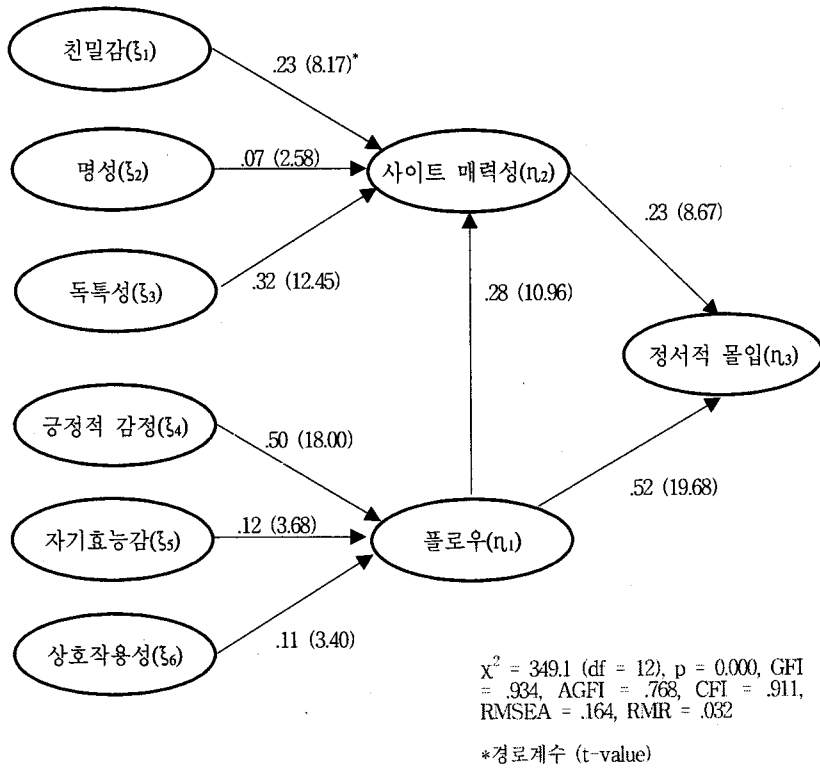 친밀감(ξ₁)
.23 (8.17)*
명성(ξ₂)
.07 (2.58)
사이트 매력성(η₂)
.23 (8.67)
독특성(ξ₃)
.32 (12.45)
.28 (10.96)
정서적 몰입(η₃)
긍정적 감정(ξ₄)
.50 (18.00)
.52 (19.68)
자기효능감(ξ₅)
.12 (3.68)
플로우(η₁)
상호작용성(ξ₆)
.11 (3.40)
χ² = 349.1 (df = 12), p = 0.000, GFI
= .934, AGFI = .768, CFI = .911,
RMSEA = .164, RMR = .032
*경로계수 (t-value)